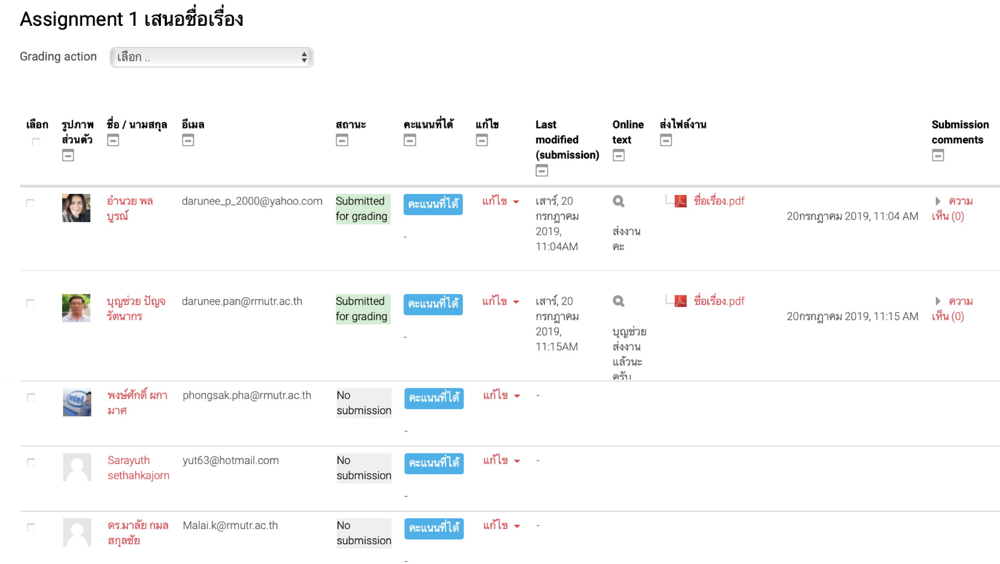 Assignment 1 เสนอชื่อเรื่อง
Grading action
เลือก ..
เลือก
รูปภาพ
ส่วนตัว
ชื่อ / นามสกุล
อีเมล
สถานะ
คะแนนที่ได้
แก้ไข
Last
modified
(submission)
Online
text
ส่งไฟล์งาน
Submission
comments
อำนวย พล
บูรณ์
darunee_p_2000@yahoo.com
Submitted
for grading
คะแนนที่ได้
-
แก้ไข
เสาร์, 20
กรกฎาคม
2019,
11:04AM
ส่งงาน
คะ
ชื่อเรื่อง.pdf
20กรกฎาคม 2019, 11:04 AM
ความ
เห็น (0)
บุญช่วย ปัญจ
รัตนากร
darunee.pan@rmutr.ac.th
Submitted
for grading
คะแนนที่ได้
-
แก้ไข
เสาร์, 20
กรกฎาคม
2019,
11:15AM
บุญช่วย
ส่งงาน
แล้วนะ
ครับ
ชื่อเรื่อง.pdf
20กรกฎาคม 2019, 11:15 AM
ความ
เห็น (0)
intel
พงษ์ศักดิ์ ผกา
มาศ
phongsak.pha@rmutr.ac.th
No
submission
คะแนนที่ได้
-
แก้ไข
-
Sarayuth
sethahkajorn
yut63@hotmail.com
No
submission
คะแนนที่ได้
-
แก้ไข
-
ดร.มาลัย กมล
สกุลชัย
Malai.k@rmutr.ac.th
No
submission
คะแนนที่ได้
-
แก้ไข
-